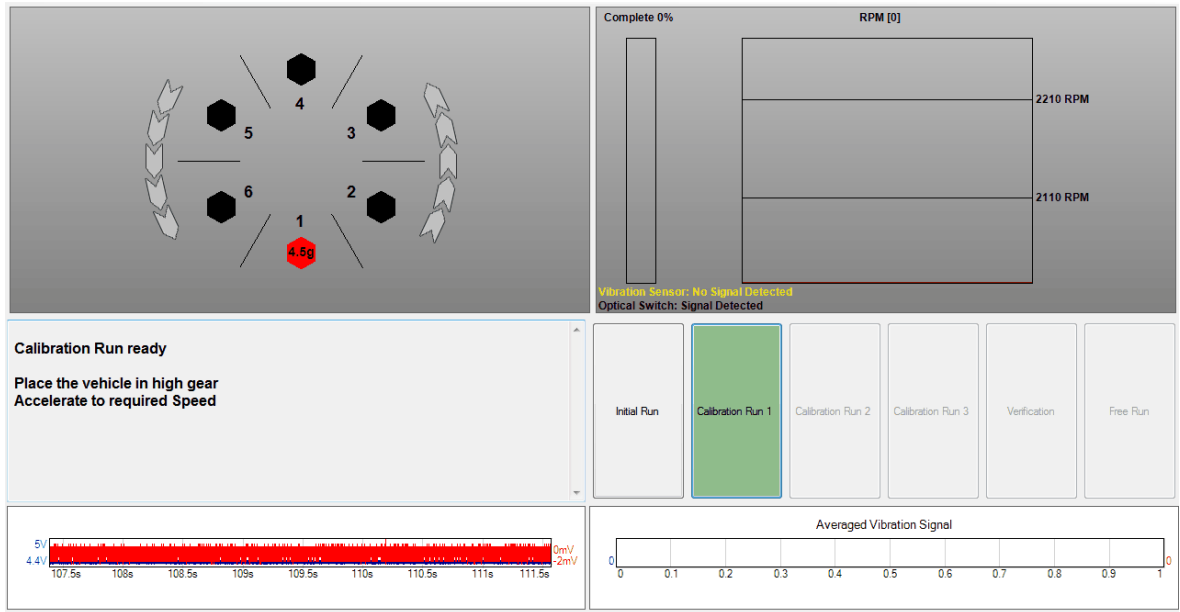 Complete 0%
RPM [0]
4
5
3
2210 RPM
6
2
2110 RPM
1
4.5g
Vibration Sensor: No Signal Detected
Optical Switch: Signal Detected
Calibration Run ready
Place the vehicle in high gear
Accelerate to required Speed
Initial Run
Calibration Run 1
Calibration Run 2
Calibration Run 3
Verification
Free Run
5V
4.4V
0mV
-2mV
107.5s 108s 108.5s 109s 109.5s 110s 110.5s 111s 111.5s
Averaged Vibration Signal
0
0
0 0.1 0.2 0.3 0.4 0.5 0.6 0.7 0.8 0.9 1